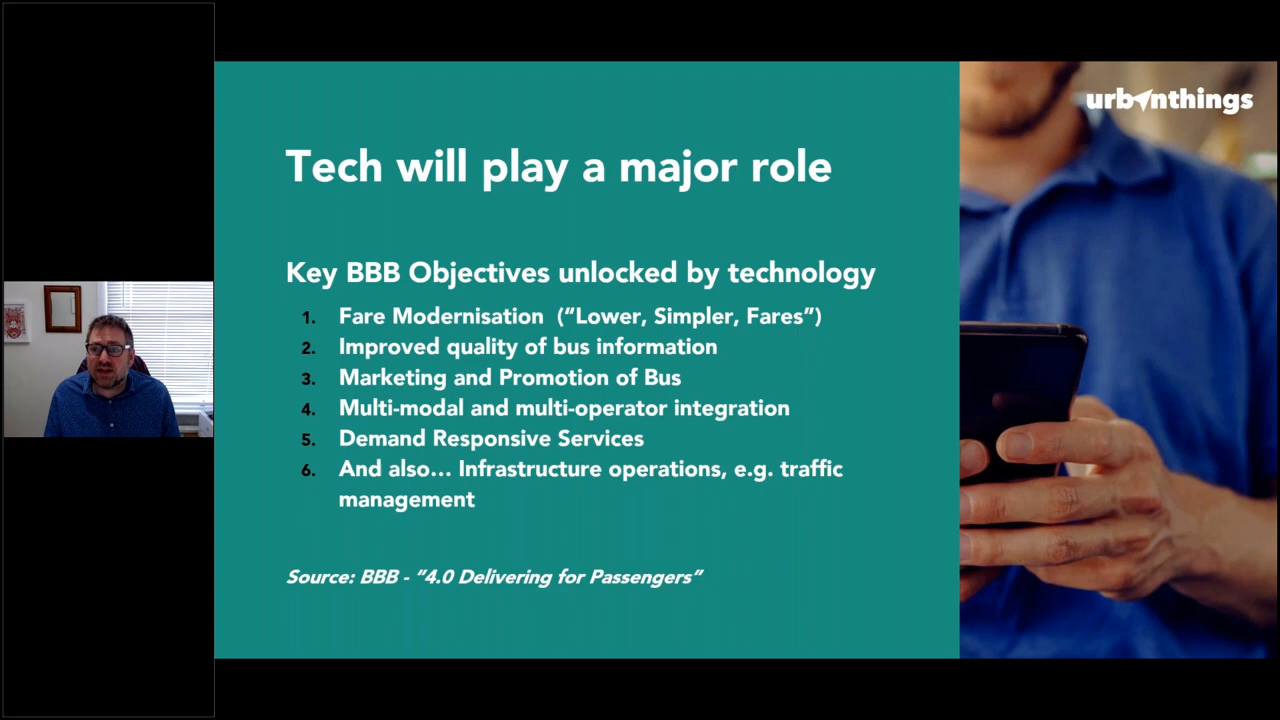 urbanthings
Tech will play a major role
Key BBB Objectives unlocked by technology
1. Fare Modernisation (“Lower, Simpler, Fares”)
2. Improved quality of bus information
3. Marketing and Promotion of Bus
4. Multi-modal and multi-operator integration
5. Demand Responsive Services
6. And also... Infrastructure operations, e.g. traffic
management
Source: BBB - “4.0 Delivering for Passengers”